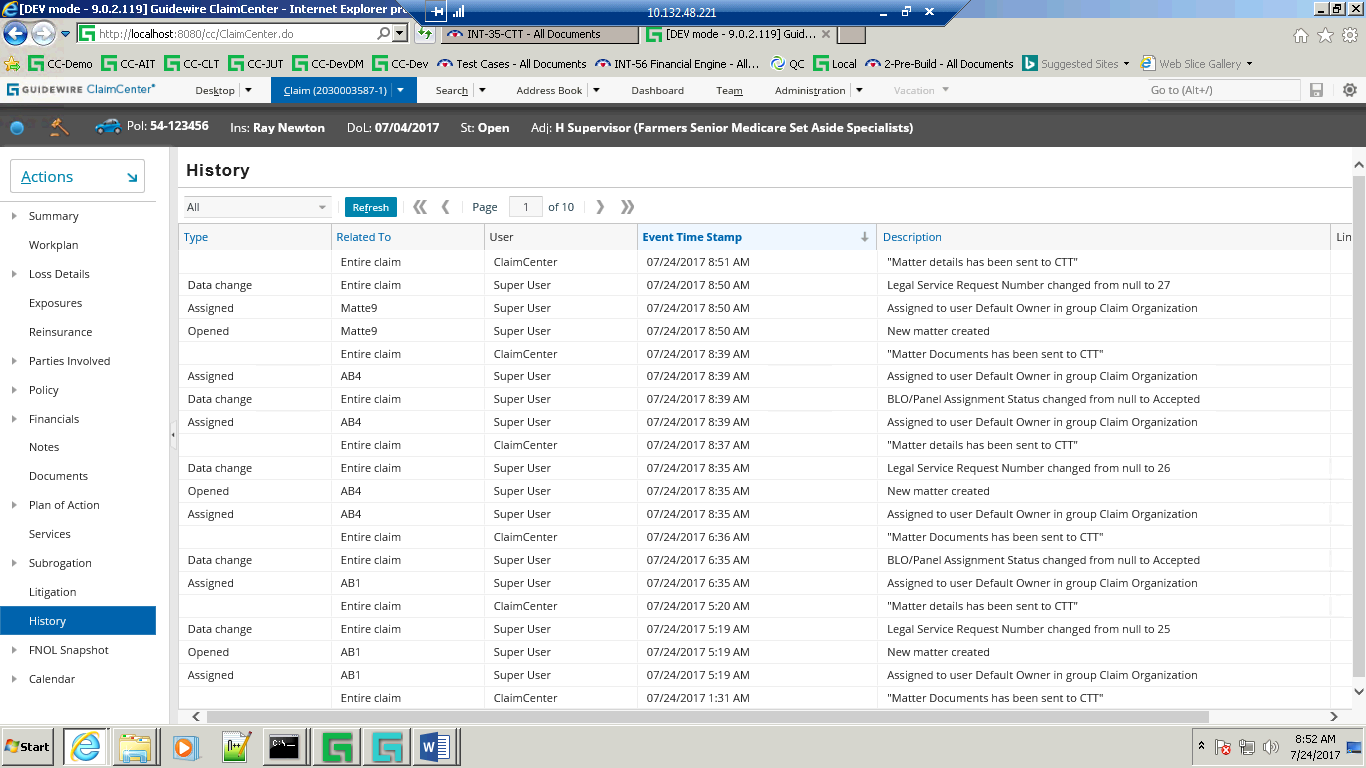 [DEV mode - 9.0.2.119] Guidewire ClaimCenter - Internet Explorer pr
10.132.48.221
http://localhost:8080/cc/ClaimCenter.do
INT-35-CTT - All Documents
[DEV mode - 9.0.2.119] Guid...
CC-Demo CC-AIT CC-CLT CC-JUT CC-DevDM CC-Dev Test Cases - All Documents INT-56 Financial Engine - Al... QC Local 2-Pre-Build - All Documents Suggested Sites Web Slice Gallery
GUIDEWIRE ClaimCenter Desktop Claim (2030003587-1) Search Address Book Dashboard Team Administration Vacation Go to (Alt+/)
Pol: 54-123456 Ins: Ray Newton DoL: 07/04/2017 St: Open Adj: H Supervisor (Farmers Senior Medicare Set Aside Specialists)
Actions
Summary
Workplan
Loss Details
Exposures
Reinsurance
Parties Involved
Policy
Financials
Notes
Documents
Plan of Action
Services
Subrogation
Litigation
History
FNOL Snapshot
Calendar
History
All Refresh Page 1 of 10
Type Related To User Event Time Stamp Description Lin
Entire claim ClaimCenter 07/24/2017 8:51 AM "Matter details has been sent to CTT"
Data change Entire claim Super User 07/24/2017 8:50 AM Legal Service Request Number changed from null to 27
Assigned Matte9 Super User 07/24/2017 8:50 AM Assigned to user Default Owner in group Claim Organization
Opened Matte9 Super User 07/24/2017 8:50 AM New matter created
Entire claim ClaimCenter 07/24/2017 8:39 AM "Matter Documents has been sent to CTT"
Assigned AB4 Super User 07/24/2017 8:39 AM Assigned to user Default Owner in group Claim Organization
Data change Entire claim Super User 07/24/2017 8:39 AM BLO/Panel Assignment Status changed from null to Accepted
Assigned AB4 Super User 07/24/2017 8:39 AM Assigned to user Default Owner in group Claim Organization
Entire claim ClaimCenter 07/24/2017 8:37 AM "Matter details has been sent to CTT"
Data change Entire claim Super User 07/24/2017 8:35 AM Legal Service Request Number changed from null to 26
Opened AB4 Super User 07/24/2017 8:35 AM New matter created
Assigned AB4 Super User 07/24/2017 8:35 AM Assigned to user Default Owner in group Claim Organization
Entire claim ClaimCenter 07/24/2017 6:36 AM "Matter Documents has been sent to CTT"
Data change Entire claim Super User 07/24/2017 6:35 AM BLO/Panel Assignment Status changed from null to Accepted
Assigned AB1 Super User 07/24/2017 6:35 AM Assigned to user Default Owner in group Claim Organization
Entire claim ClaimCenter 07/24/2017 5:20 AM "Matter details has been sent to CTT"
Data change Entire claim Super User 07/24/2017 5:19 AM Legal Service Request Number changed from null to 25
Opened AB1 Super User 07/24/2017 5:19 AM New matter created
Assigned AB1 Super User 07/24/2017 5:19 AM Assigned to user Default Owner in group Claim Organization
Entire claim ClaimCenter 07/24/2017 1:31 AM "Matter Documents has been sent to CTT"
Start
8:52 AM
7/24/2017